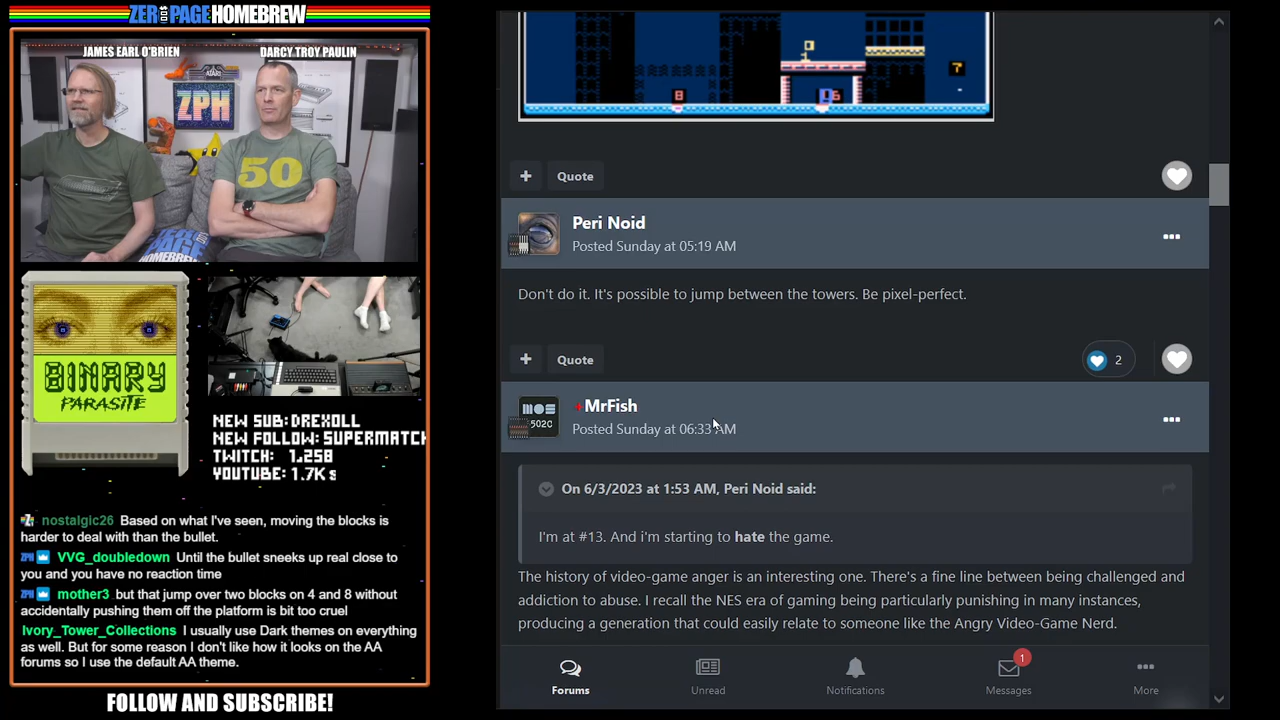 ZER PAGE HOMEBREW
JAMES EARL O'BRIEN
DARCY TROY PAULIN
ATARI
ZPH
50
BINARY
PARASITE
NEW SUB:DREXOLL
NEW FOLLOW:SUPERMATCH
TWITCH: 1,258
YOUTUBE: 1.7K s
nostalgic26 Based on what I've seen, moving the blocks is
harder to deal with than the bullet.
ZPH VVG_doubledown Until the bullet sneeks up real close to
you and you have no reaction time
ZPH mother3 but that jump over two blocks on 4 and 8 without
accidentally pushing them off the platform is bit too cruel
Ivory_Tower_Collections I usually use Dark themes on everything
as well. But for some reason I don't like how it looks on the AA
forums so I use the default AA theme.
FOLLOW AND SUBSCRIBE!
0
1
7
8
16
+ Quote
Peri Noid
Posted Sunday at 05:19 AM
Don't do it. It's possible to jump between the towers. Be pixel-perfect.
+ Quote
2
MOS
502C
+MrFish
Posted Sunday at 06:33 AM
On 6/3/2023 at 1:53 AM, Peri Noid said:
I'm at #13. And i'm starting to hate the game.
The history of video-game anger is an interesting one. There's a fine line between being challenged and
addiction to abuse. I recall the NES era of gaming being particularly punishing in many instances,
producing a generation that could easily relate to someone like the Angry Video-Game Nerd.
1
Forums
Unread
Notifications
Messages
More